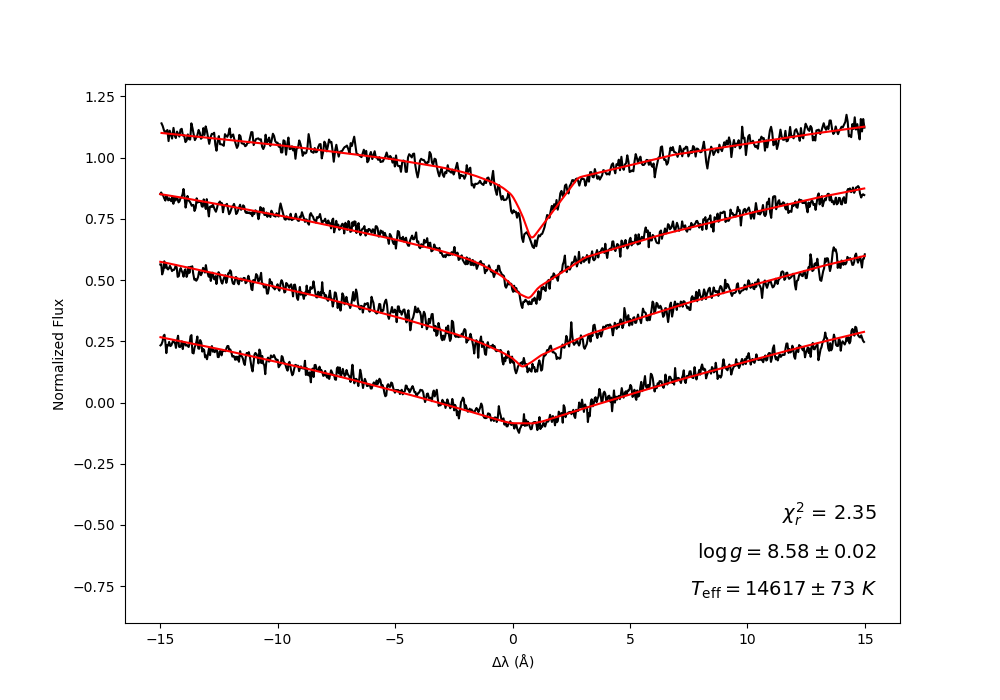 1.25
1.00
0.75
0.50
0.25
0.00
−0.25
−0.50
−0.75
Normalized Flux
χ²ᵣ = 2.35
log g = 8.58 ± 0.02
T_eff = 14617 ± 73 K
−15 −10 −5 0 5 10 15
Δλ (Å)